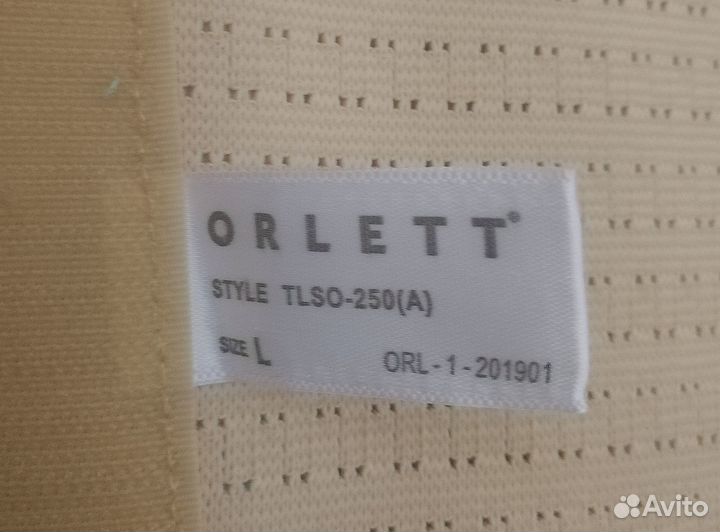 ORLETT®
STYLE TLSO-250(A)
SIZE L ORL-1-201901
Avito